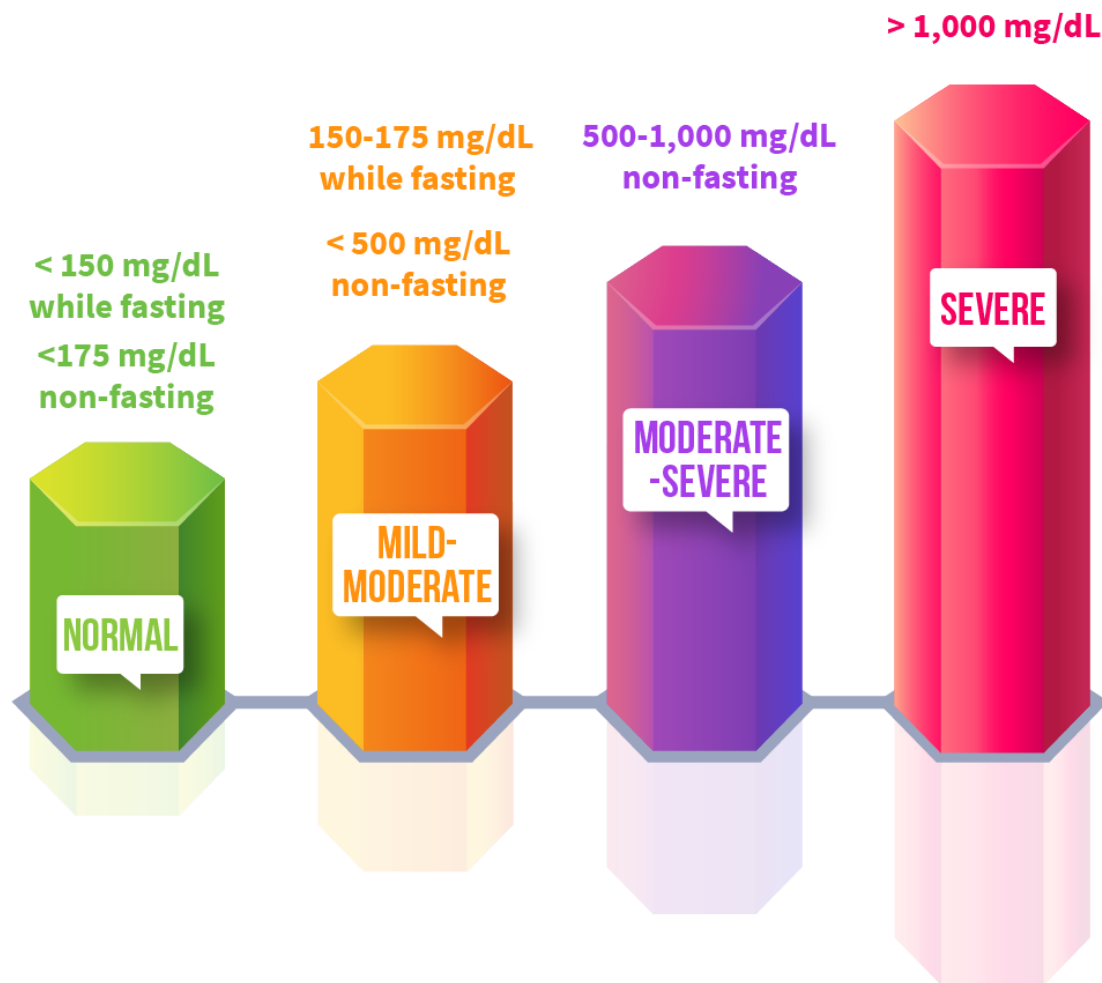 < 150 mg/dL
while fasting
<175 mg/dL
non-fasting
NORMAL
150-175 mg/dL
while fasting
< 500 mg/dL
non-fasting
MILD-
MODERATE
500-1,000 mg/dL
non-fasting
MODERATE
-SEVERE
> 1,000 mg/dL
SEVERE